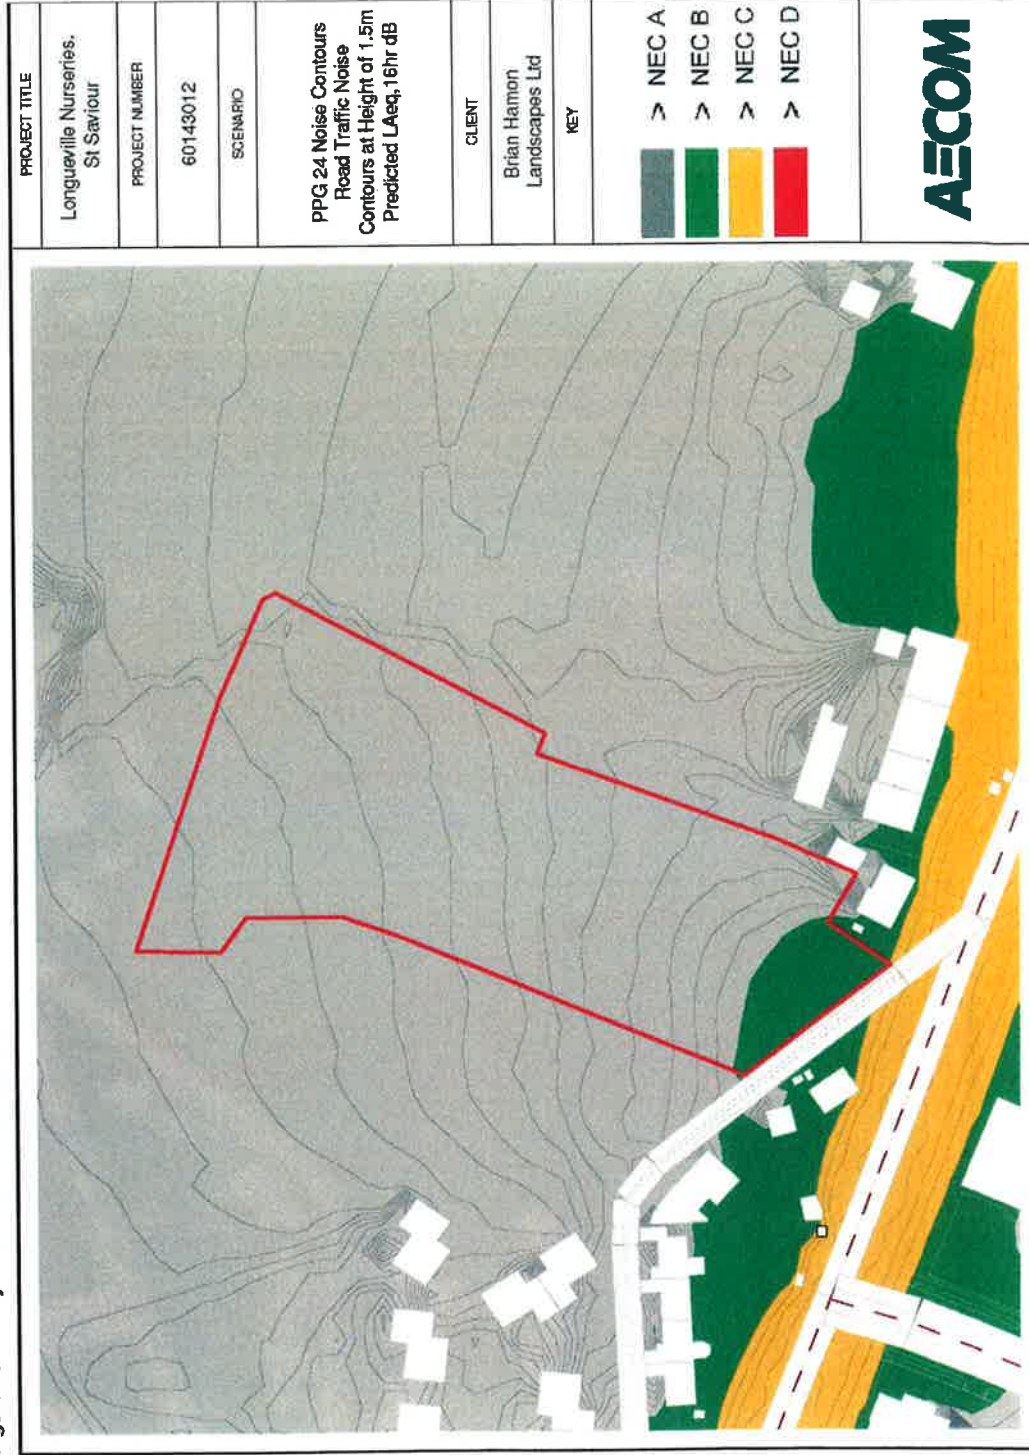 PROJECT TITLE
Longueville Nurseries.
St Saviour
PROJECT NUMBER
60143012
SCENARIO
PPG 24 Noise Contours
Road Traffic Noise
Contours at Height of 1.5m
Predicted LAeq,16hr dB
CLIENT
Brian Hamon
Landscapes Ltd
KEY
> NEC A
> NEC B
> NEC C
> NEC D
AECOM